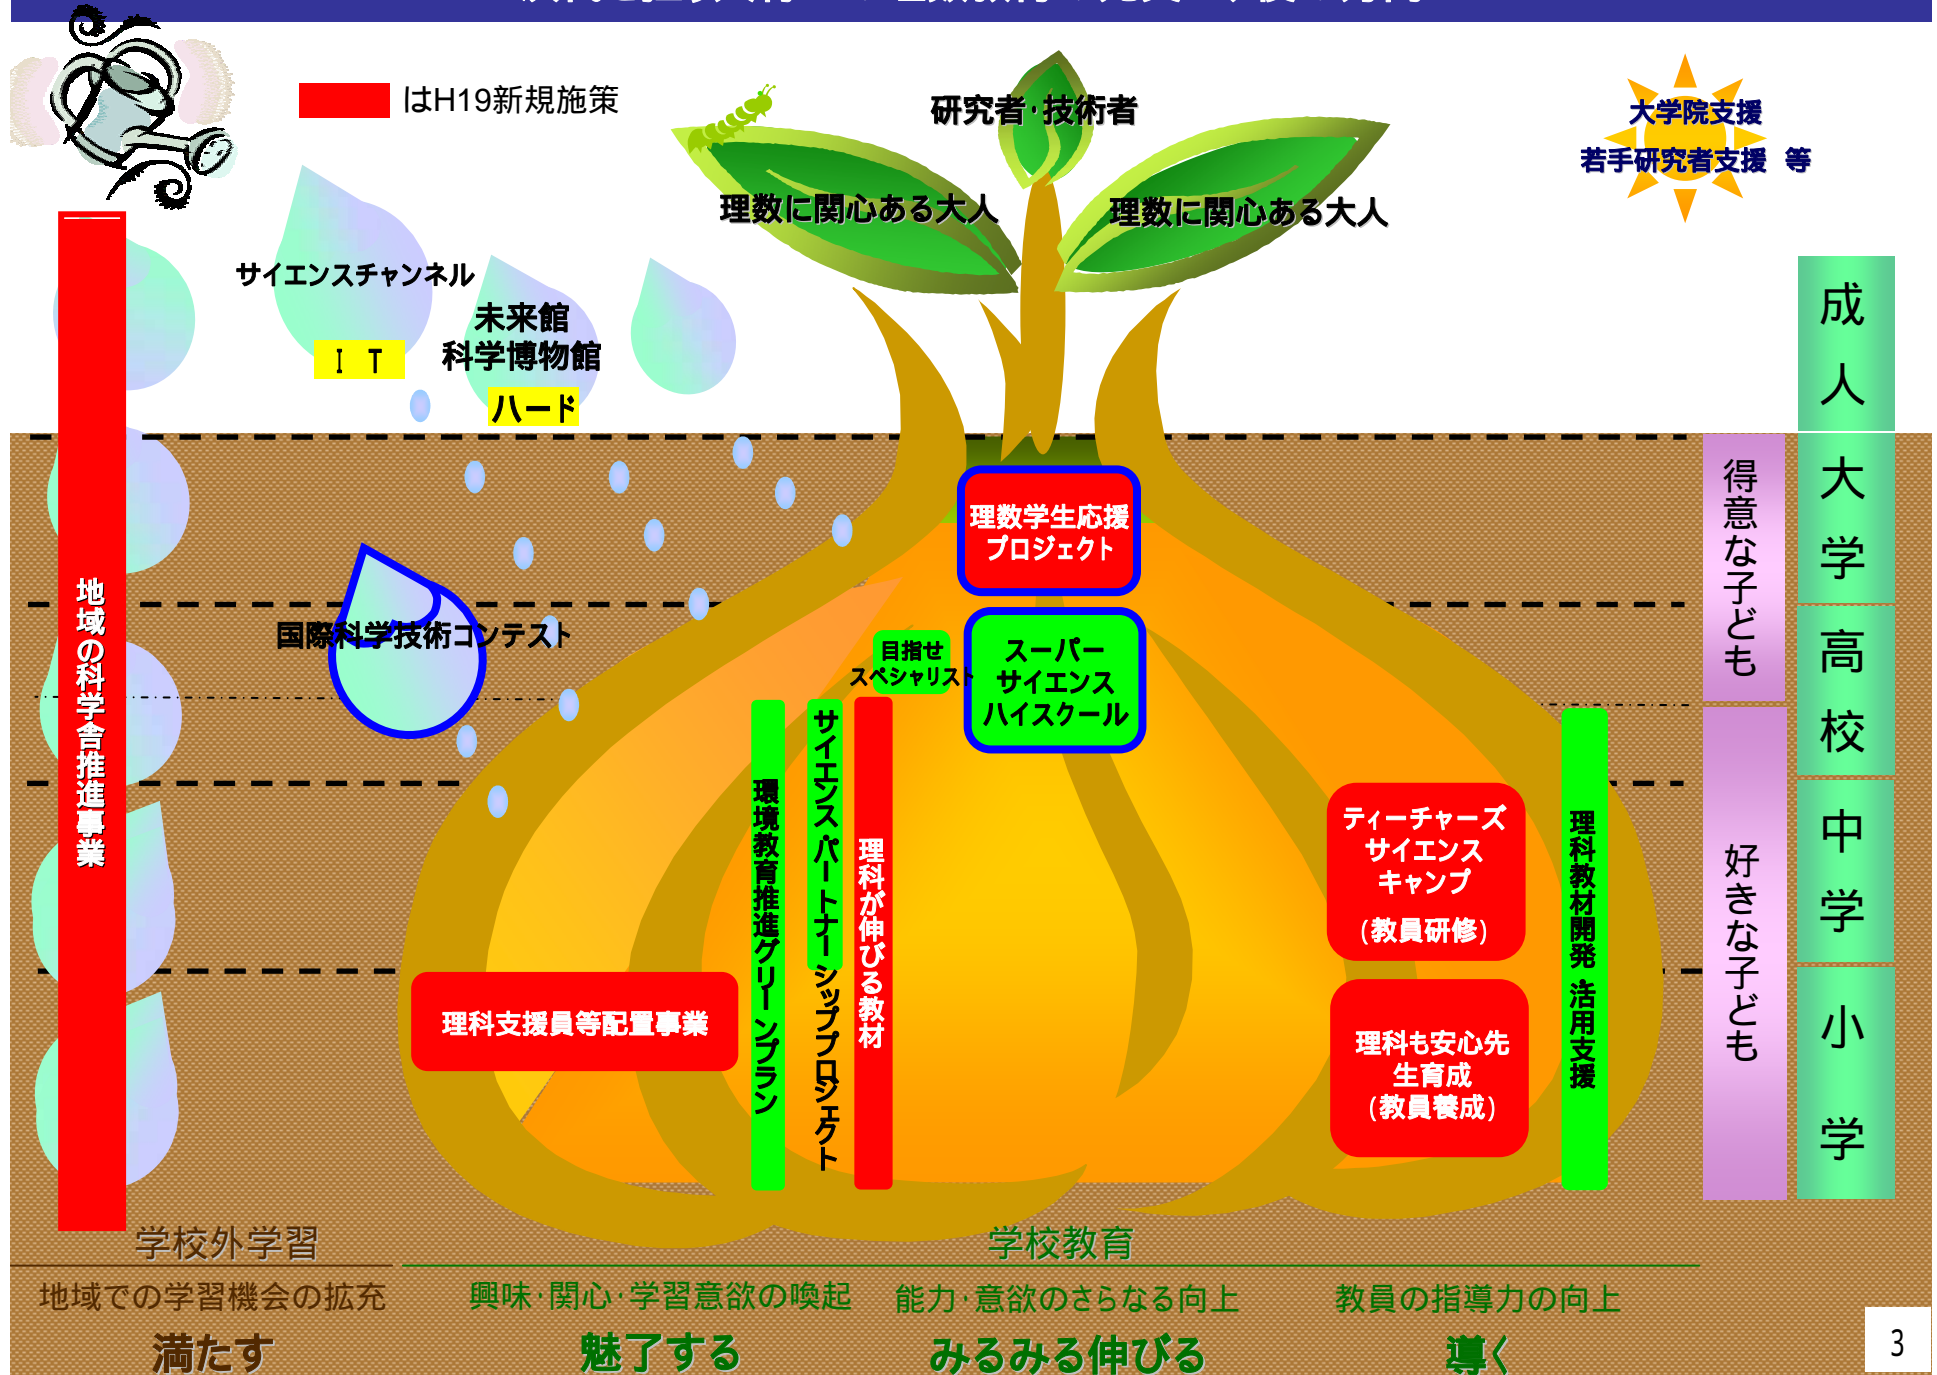 はH19新規施策
研究者・技術者
大学院支援
若手研究者支援 等
理数に関心ある大人
理数に関心ある大人
サイエンスチャンネル
IT
未来館
科学博物館
ハード
成人
大学
高校
中学
小学
得意な子ども
好きな子ども
地域の科学舎推進事業
理数学生応援
プロジェクト
国際科学技術コンテスト
目指せ
スペシャリスト
スーパー
サイエンス
ハイスクール
環境教育推進グリーンプラン
サイエンス・パートナーシッププロジェクト
理科が伸びる教材
ティーチャーズ
サイエンス
キャンプ
(教員研修)
理科教材開発・活用支援
理科支援員等配置事業
理科も安心先
生育成
(教員養成)
学校外学習
学校教育
地域での学習機会の拡充
興味・関心・学習意欲の喚起
能力・意欲のさらなる向上
教員の指導力の向上
満たす
魅了する
みるみる伸びる
導く
3